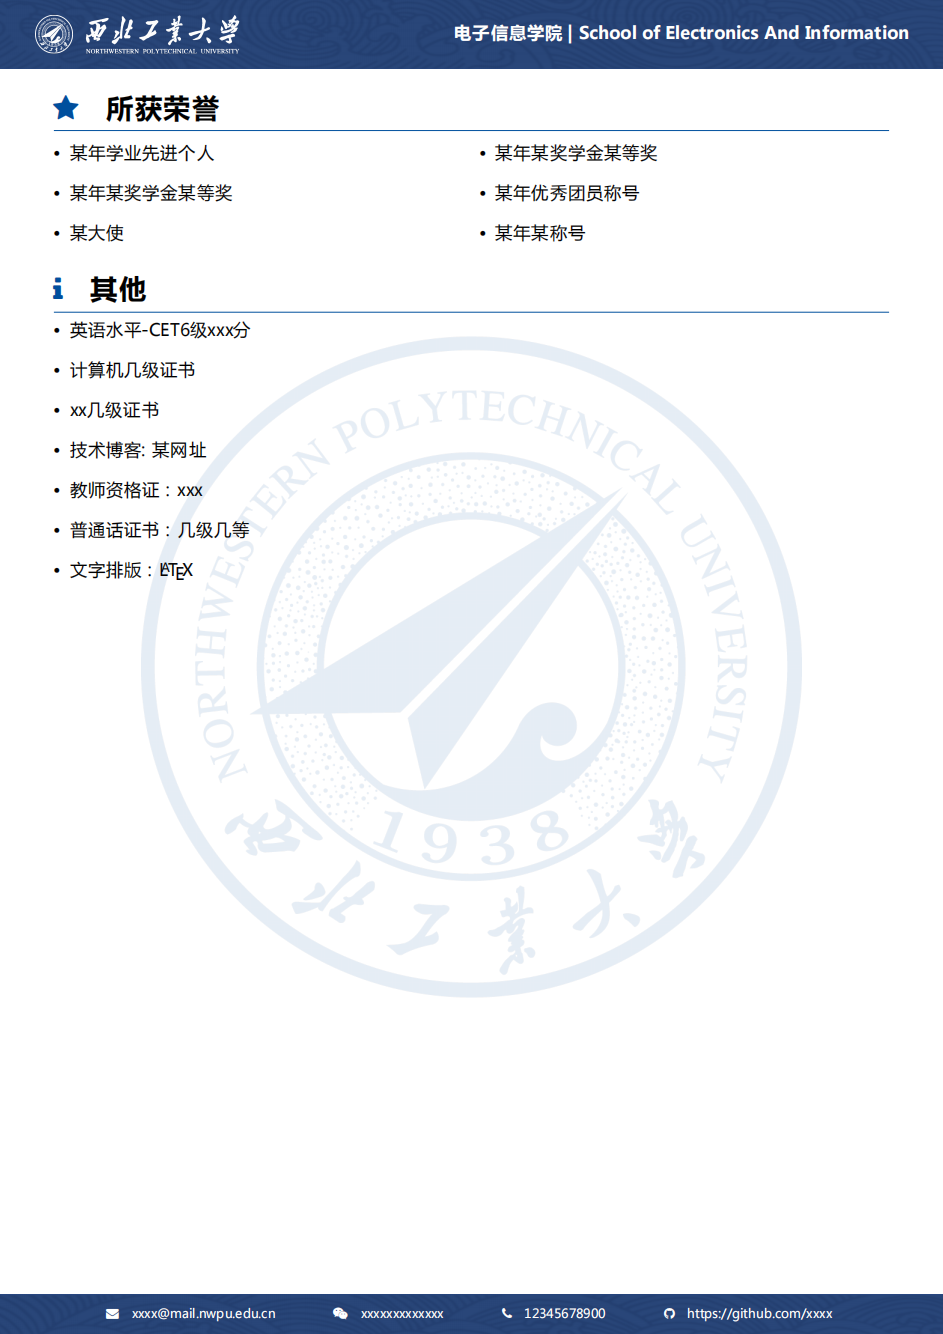 西北工业大学
NORTHWESTERN POLYTECHNICAL UNIVERSITY
电子信息学院 | School of Electronics And Information
所获荣誉
• 某年学业先进个人
• 某年某奖学金某等奖
• 某年某奖学金某等奖
• 某年优秀团员称号
• 某大使
• 某年某称号
其他
• 英语水平-CET6级xxx分
• 计算机几级证书
• xx几级证书
• 技术博客: 某网址
• 教师资格证：xxx
• 普通话证书：几级几等
• 文字排版：LATEX
NORTHWESTERN POLYTECHNICAL UNIVERSITY
1938
西北工业大学
xxxx@mail.nwpu.edu.cn xxxxxxxxxxxxx 12345678900 https://github.com/xxxx